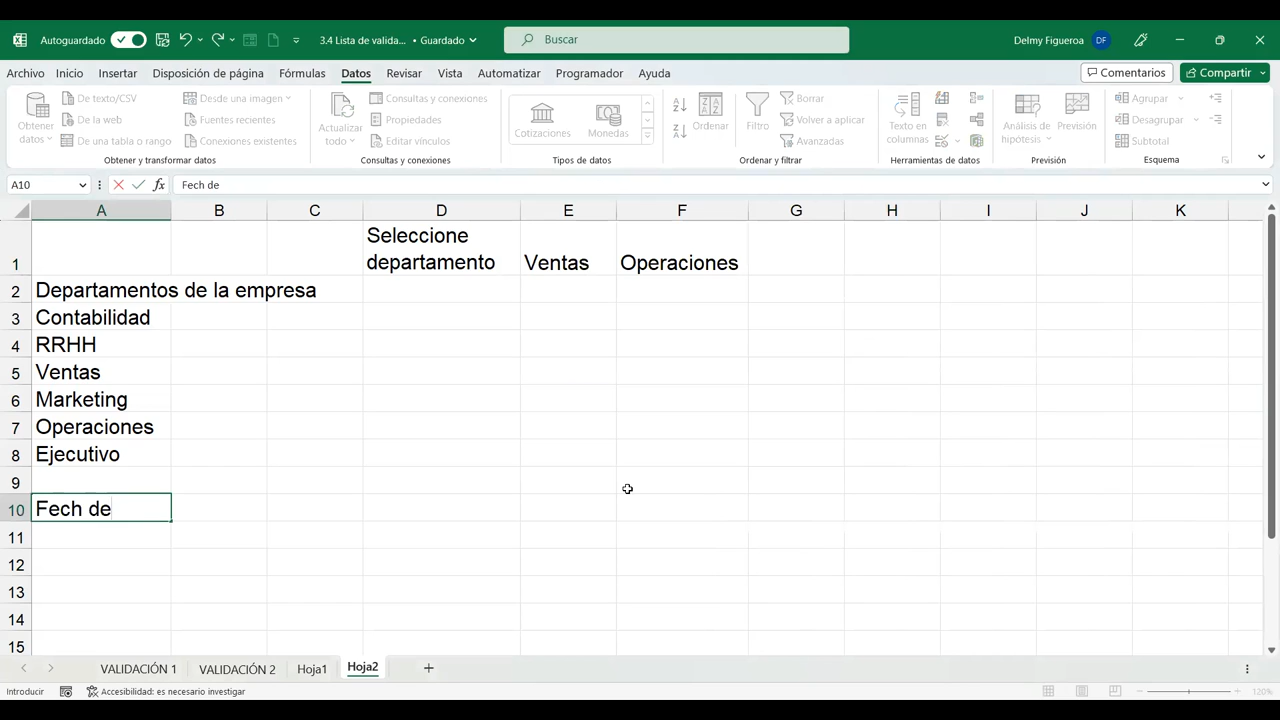 Autoguardado
3.4 Lista de valida... • Guardado
Buscar
Delmy Figueroa DF
Archivo Inicio Insertar Disposición de página Fórmulas Datos Revisar Vista Automatizar Programador Ayuda
Comentarios Compartir
Obtener datos
De texto/CSV
De la web
De una tabla o rango
Desde una imagen
Fuentes recientes
Conexiones existentes
Obtener y transformar datos
Actualizar todo
Consultas y conexiones
Propiedades
Editar vínculos
Consultas y conexiones
Cotizaciones
Monedas
Tipos de datos
Ordenar
Filtro
Borrar
Volver a aplicar
Avanzadas
Ordenar y filtrar
Texto en columnas
Herramientas de datos
Análisis de hipótesis
Previsión
Previsión
Agrupar
Desagrupar
Subtotal
Esquema
A10 fx Fech de
A B C D E F G H I J K
Seleccione
1 departamento Ventas Operaciones
2 Departamentos de la empresa
3 Contabilidad
4 RRHH
5 Ventas
6 Marketing
7 Operaciones
8 Ejecutivo
9
10 Fech de
11
12
13
14
15
VALIDACIÓN 1 VALIDACIÓN 2 Hoja1 Hoja2 +
Introducir Accesibilidad: es necesario investigar 120%